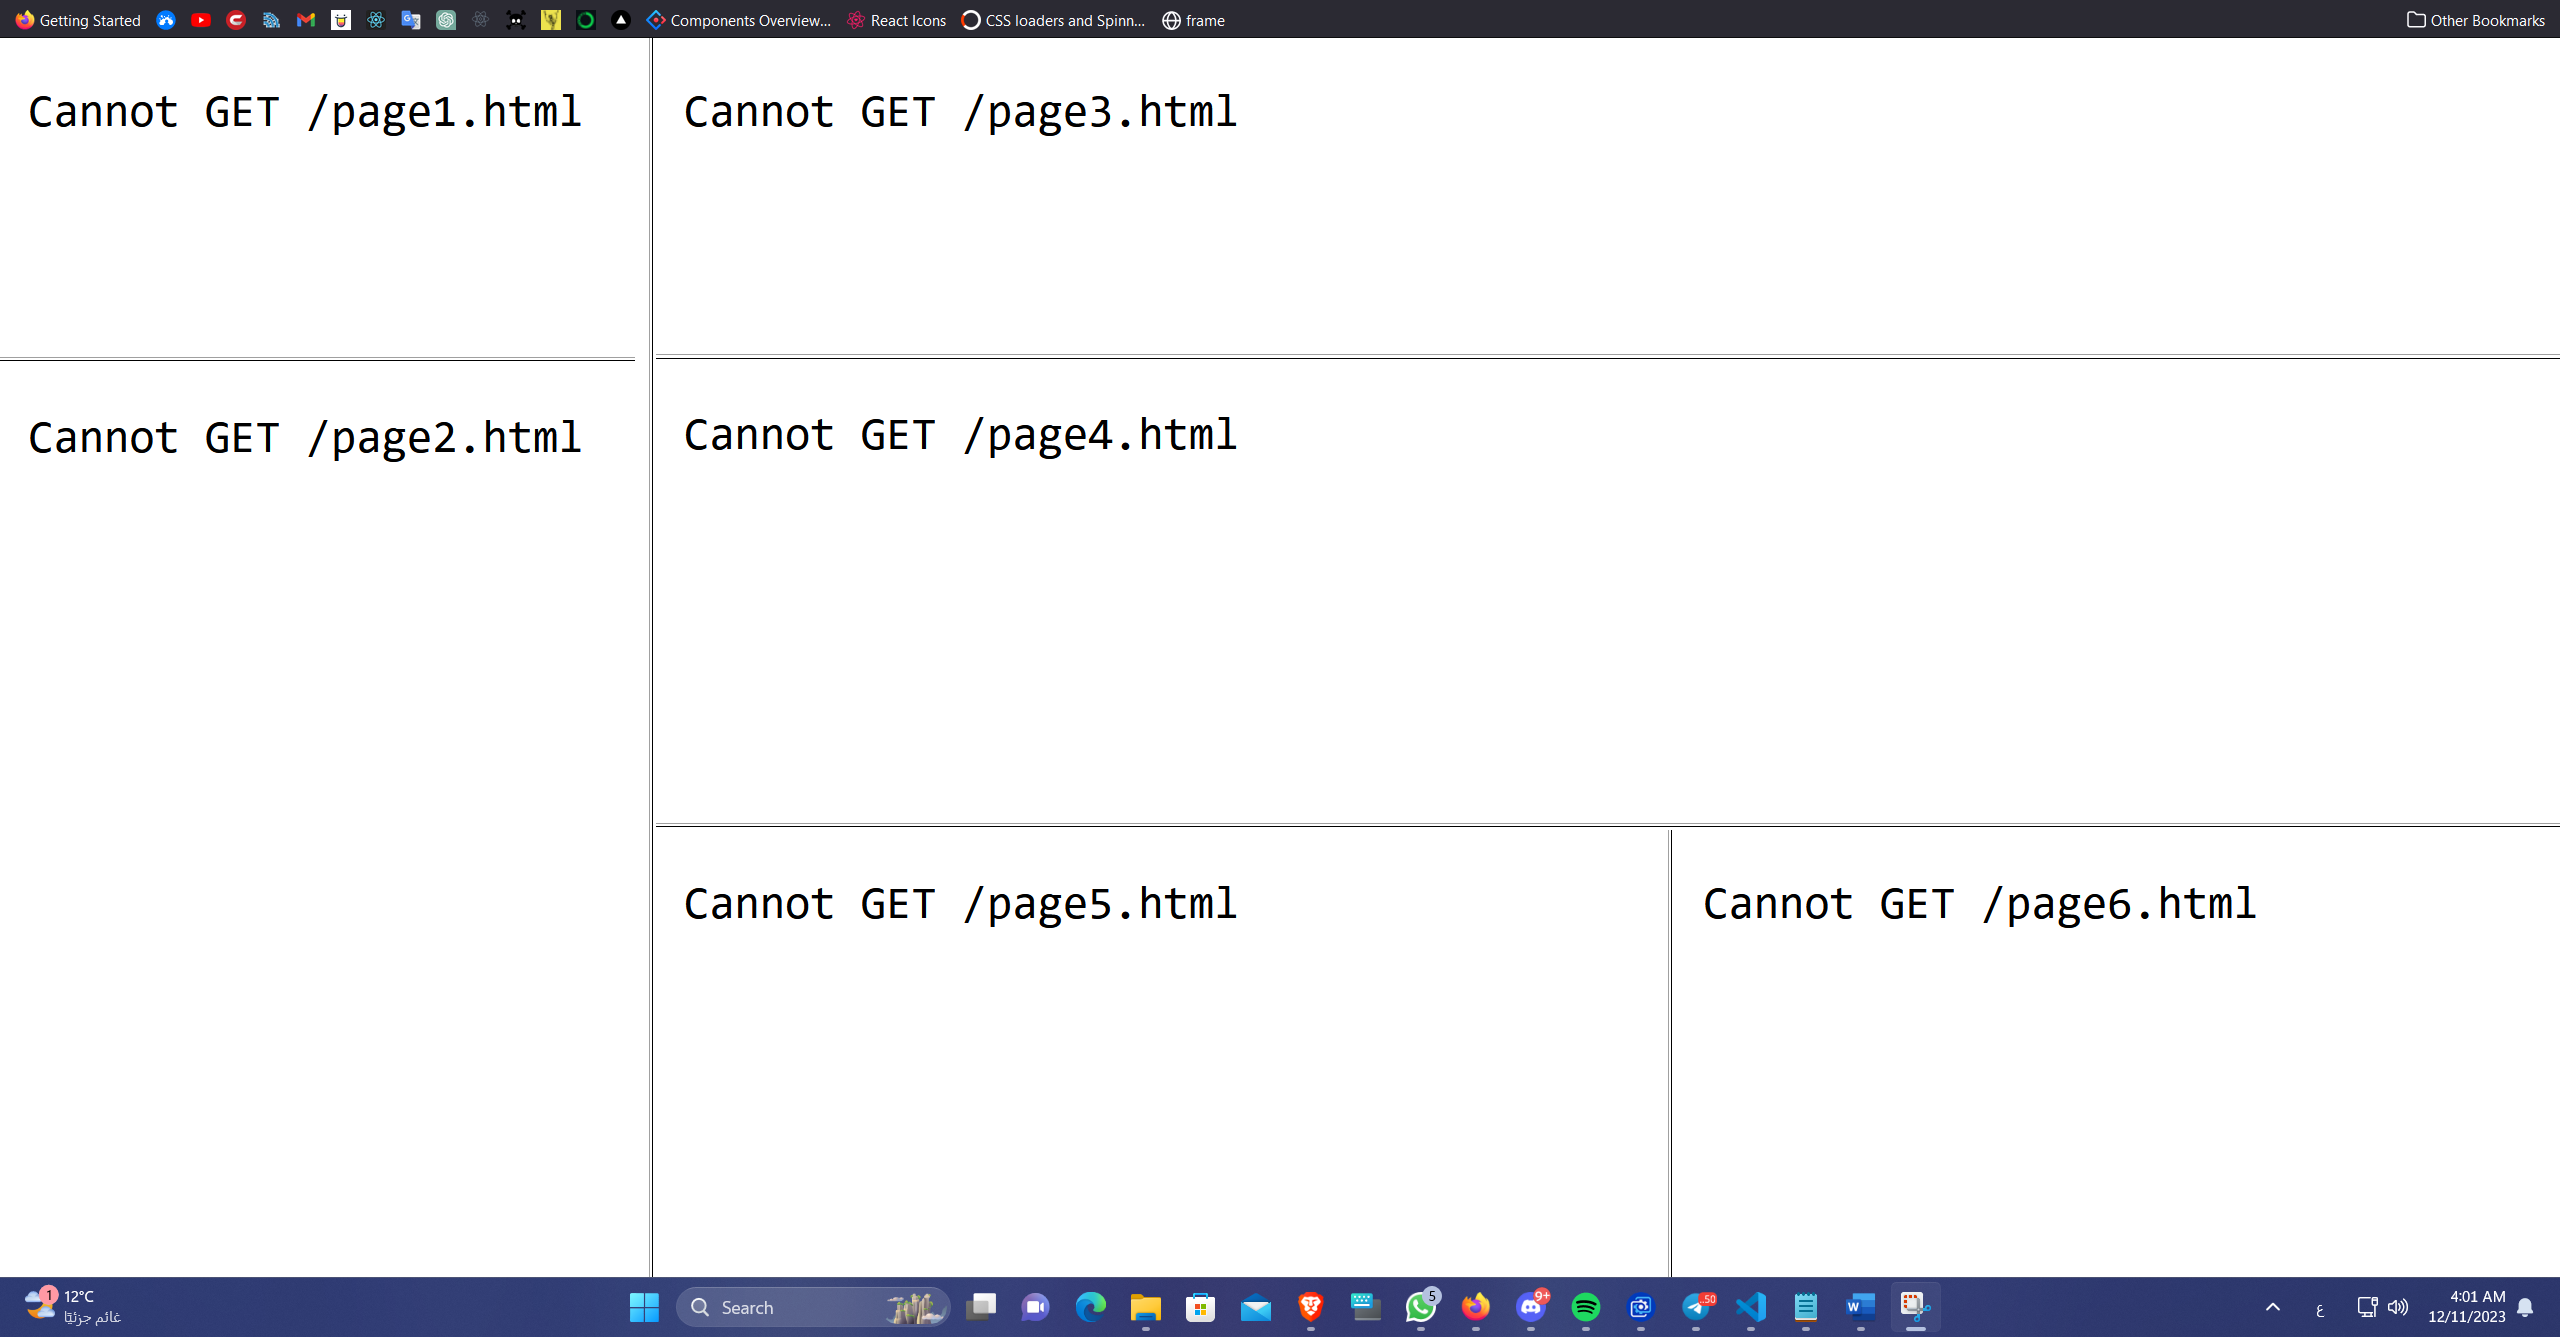 Getting Started
Components Overview...
React Icons
CSS loaders and Spinn...
frame
Other Bookmarks
Cannot GET /page1.html
Cannot GET /page3.html
Cannot GET /page2.html
Cannot GET /page4.html
Cannot GET /page5.html
Cannot GET /page6.html
1
12°C
غائم جزئيًا
Search
5
9+
50
ع
4:01 AM
12/11/2023